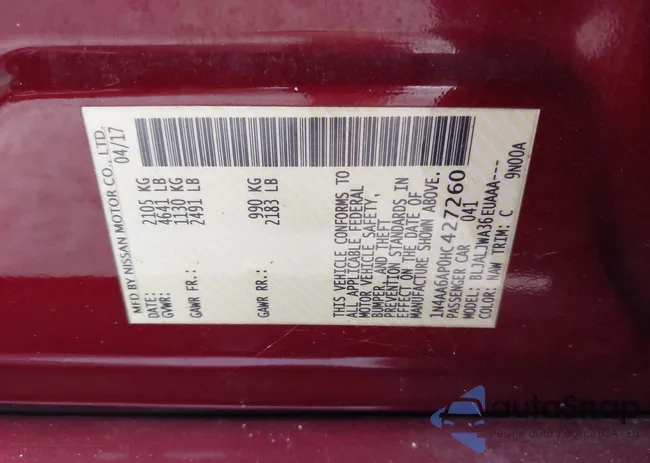 MFD BY NISSAN MOTOR CO., LTD.
DATE: 04/17
GVWR: 2105 KG
4641 LB
GAWR FR.: 1130 KG
2491 LB
GAWR RR.: 990 KG
2183 LB
THIS VEHICLE CONFORMS TO
ALL APPLICABLE FEDERAL
MOTOR VEHICLE SAFETY,
BUMPER, AND THEFT
PREVENTION STANDARDS IN
EFFECT ON THE DATE OF
MANUFACTURE SHOWN ABOVE.
1N4AA6AP0HC427260
PASSENGER CAR 041
MODEL: BLJALJWA36EUAAA---
COLOR: NAW TRIM: C 9N00A
autoSnap